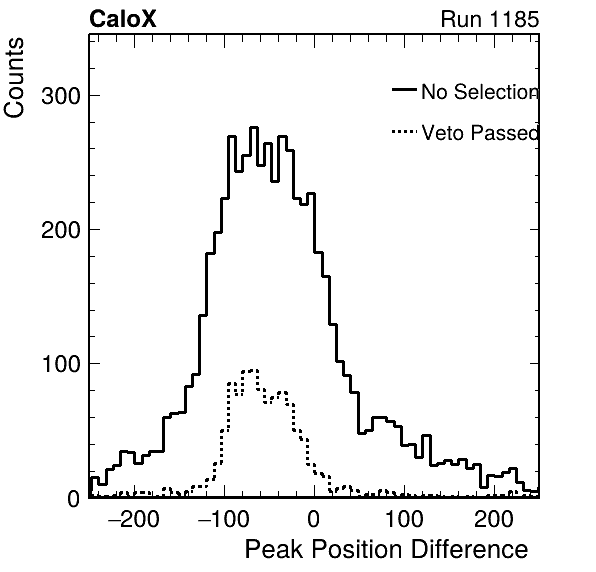 CaloX Run 1185
Counts
300
No Selection
Veto Passed
200
100
0
−200 −100 0 100 200
Peak Position Difference